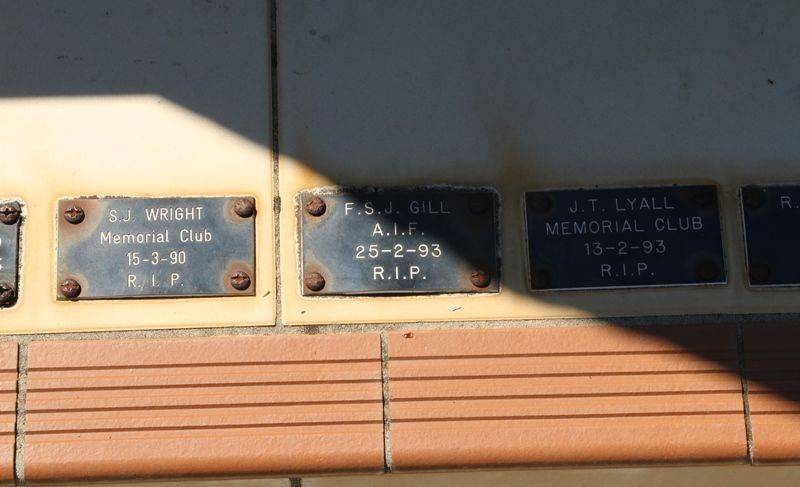 S.J. WRIGHT
Memorial Club
15-3-90
R. I. P.
F.S.J. GILL
A.I.F.
25-2-93
R.I.P.
J.T. LYALL
MEMORIAL CLUB
13-2-93
R.I.P.
R.